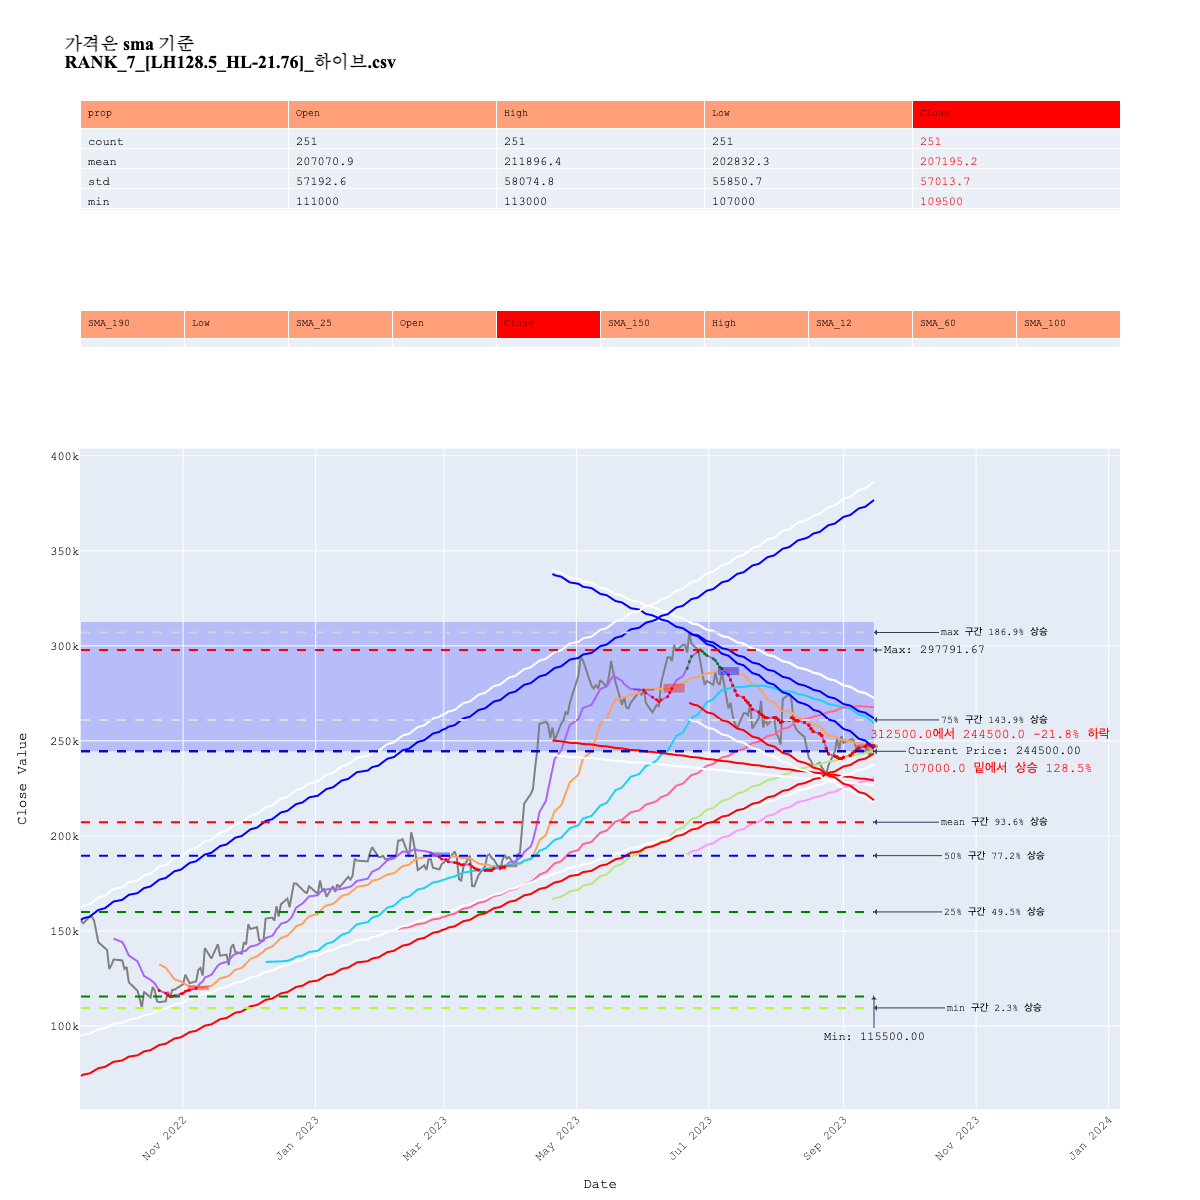 가격은 sma 기준
RANK_7_[LH128.5_HL-21.76]_하이브.csv
prop Open High Low Close
count 251 251 251 251
mean 207070.9 211896.4 202832.3 207195.2
std 57192.6 58074.8 55850.7 57013.7
min 111000 113000 107000 109500
SMA_190 Low SMA_25 Open Close SMA_150 High SMA_12 SMA_60 SMA_100
400k
350k
300k
250k
200k
150k
100k
Close Value
max 구간 186.9% 상승
Max: 297791.67
75% 구간 143.9% 상승
312500.0에서 244500.0 -21.8% 하락
Current Price: 244500.00
107000.0 밑에서 상승 128.5%
mean 구간 93.6% 상승
50% 구간 77.2% 상승
25% 구간 49.5% 상승
min 구간 2.3% 상승
Min: 115500.00
Nov 2022
Jan 2023
Mar 2023
May 2023
Jul 2023
Sep 2023
Nov 2023
Jan 2024
Date